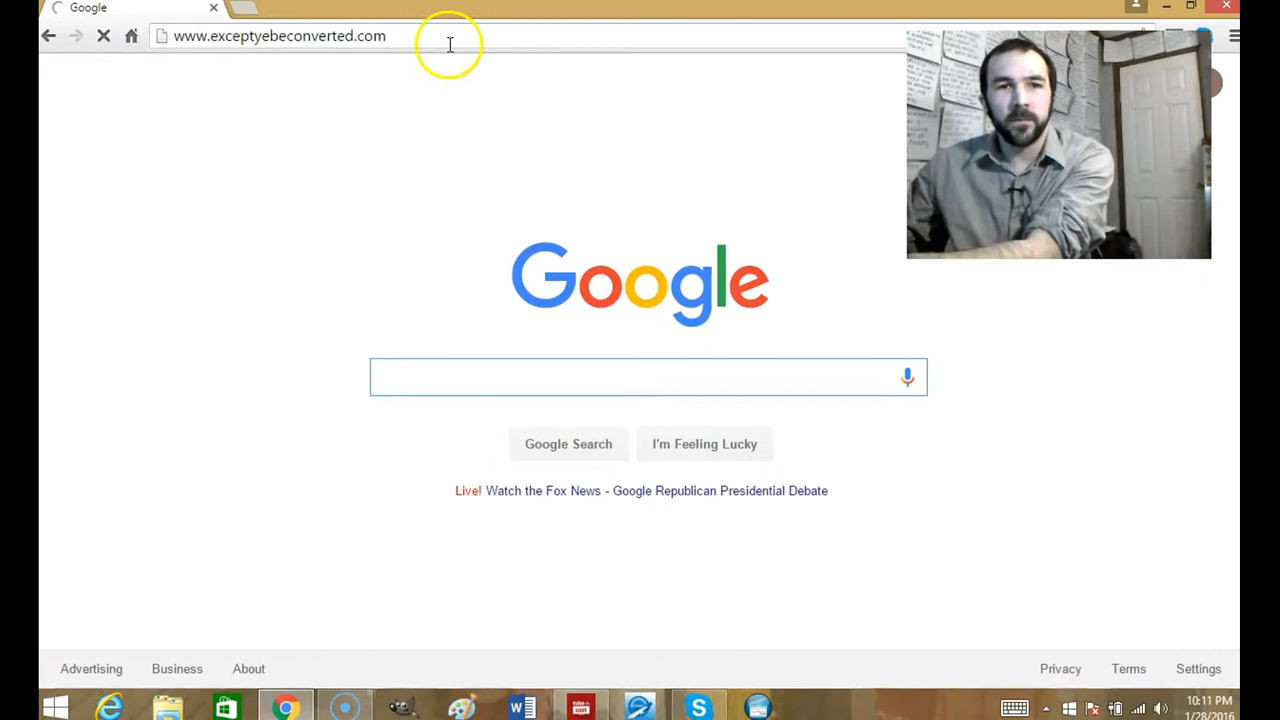 Google
www.exceptyebeconverted.com
Google
Google Search
I'm Feeling Lucky
Live! Watch the Fox News - Google Republican Presidential Debate
Advertising
Business
About
Privacy
Terms
Settings
10:11 PM
1/28/2016